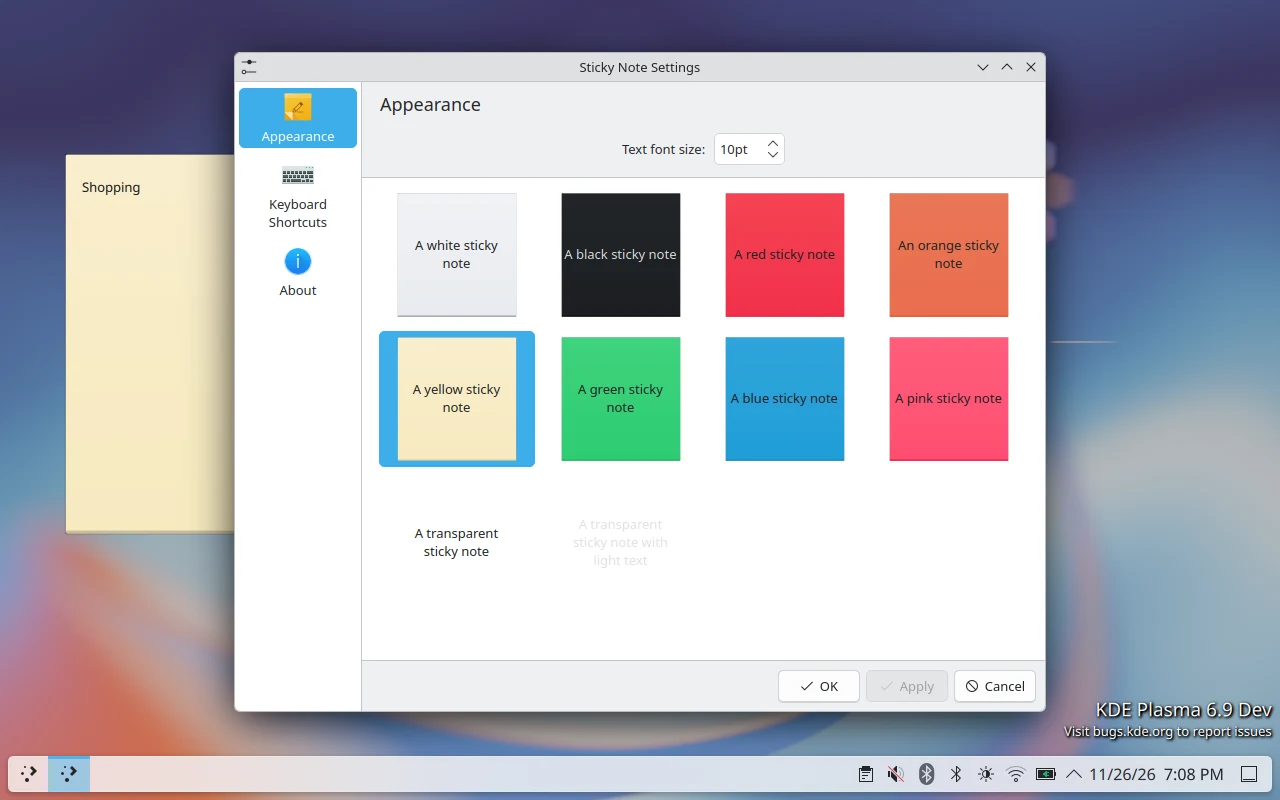 Sticky Note Settings
Appearance
Keyboard
Shortcuts
About
Appearance
Text font size: 10pt
Shopping
A white sticky
note
A black sticky note
A red sticky note
An orange sticky
note
A yellow sticky
note
A green sticky
note
A blue sticky note
A pink sticky note
A transparent
sticky note
A transparent
sticky note with
light text
OK
Apply
Cancel
KDE Plasma 6.9 Dev
Visit bugs.kde.org to report issues
11/26/26 7:08 PM